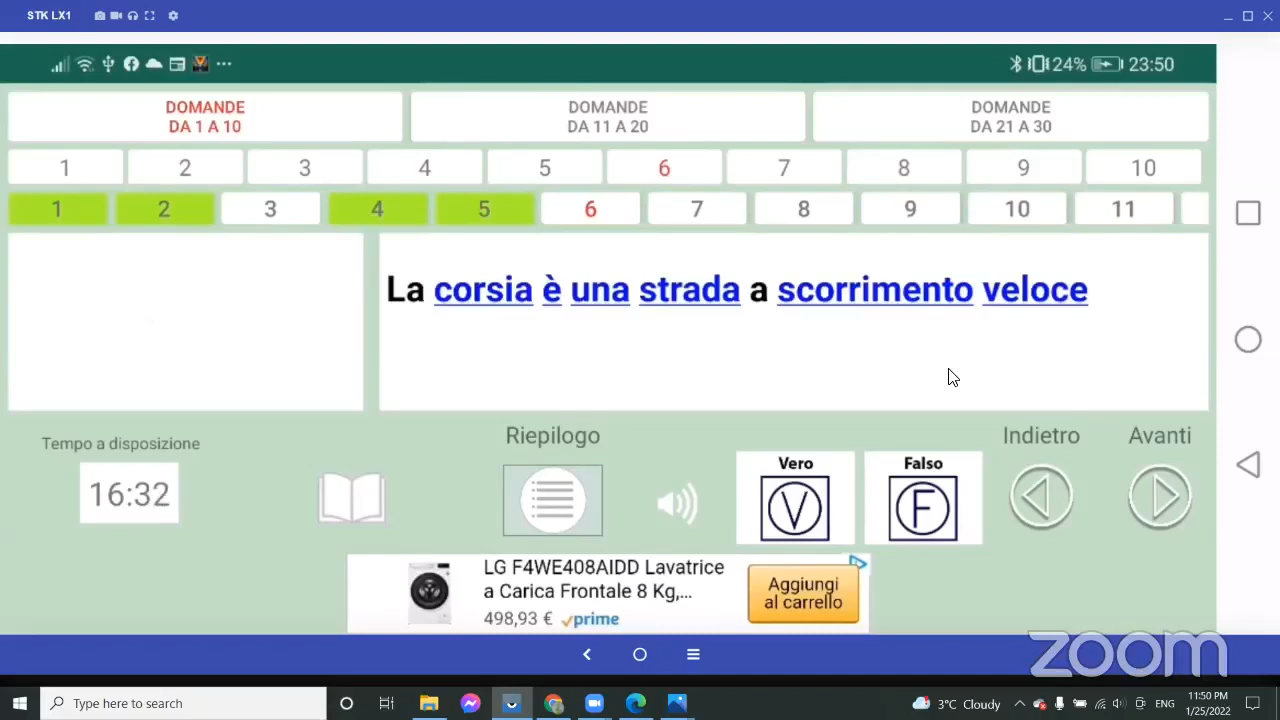 STK LX1
24% 23:50
DOMANDE
DA 1 A 10
DOMANDE
DA 11 A 20
DOMANDE
DA 21 A 30
1 2 3 4 5 6 7 8 9 10
1 2 3 4 5 6 7 8 9 10 11
La corsia è una strada a scorrimento veloce
Tempo a disposizione
16:32
Riepilogo
Vero
V
Falso
F
Indietro
Avanti
LG F4WE408AIDD Lavatrice
a Carica Frontale 8 Kg,...
498,93 € prime
Aggiungi
al carrello
zoom
Type here to search
3°C Cloudy
ENG
11:50 PM
1/25/2022